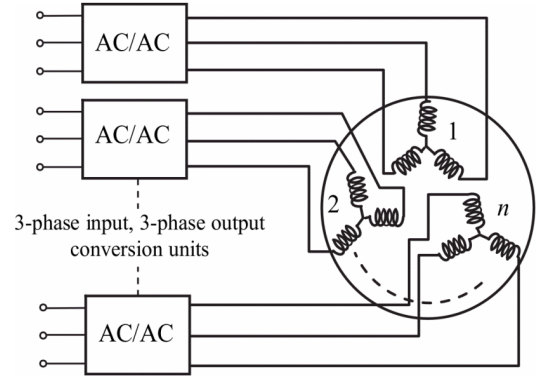 AC/AC
AC/AC
3-phase input, 3-phase output
conversion units
AC/AC
1
2
n